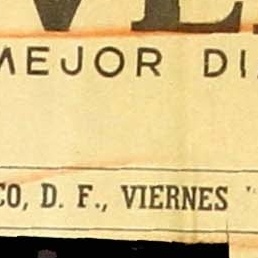 MEJOR DI
CO, D. F., VIERNES